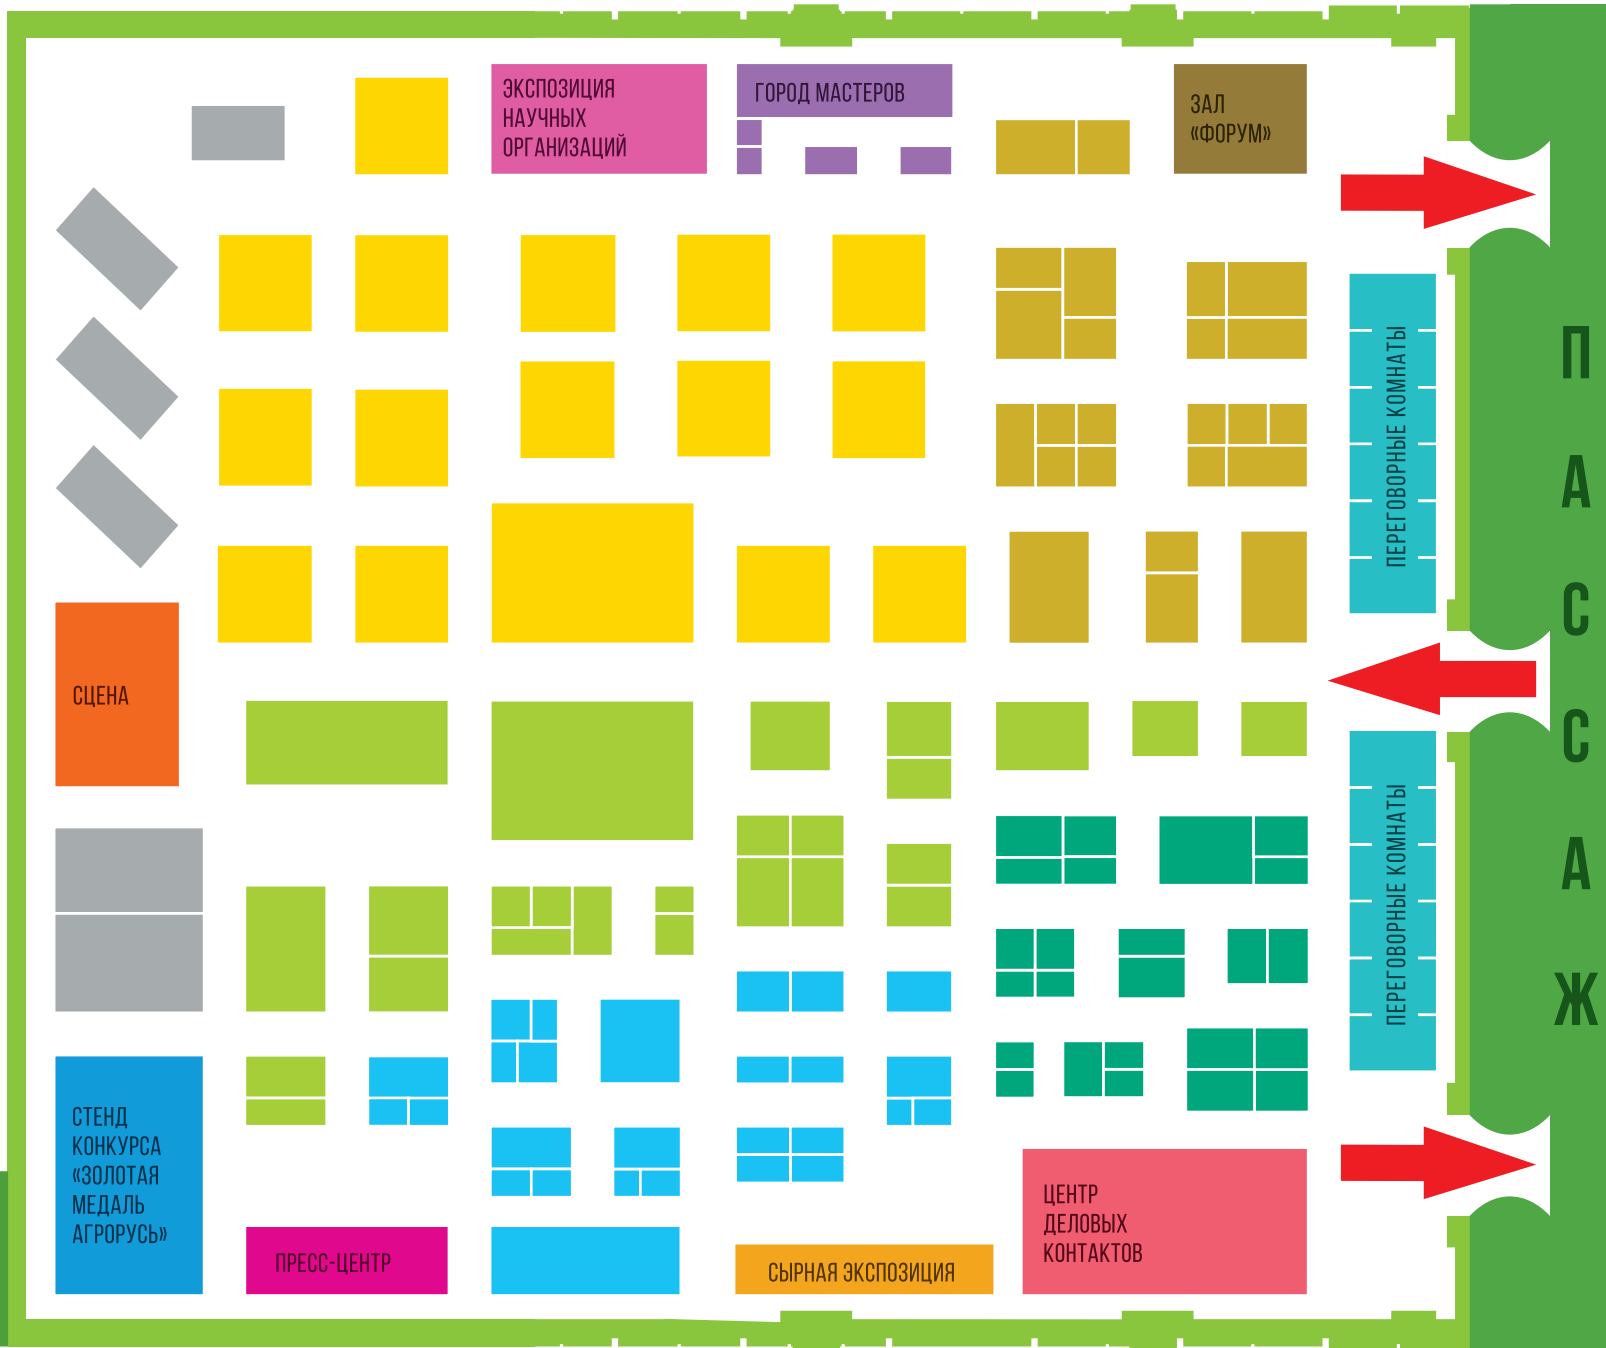 ЭКСПОЗИЦИЯ
НАУЧНЫХ
ОРГАНИЗАЦИЙ
ГОРОД МАСТЕРОВ
ЗАЛ
«ФОРУМ»
ПЕРЕГОВОРНЫЕ КОМНАТЫ
ПАССАЖ
СЦЕНА
ПЕРЕГОВОРНЫЕ КОМНАТЫ
СТЕНД
КОНКУРСА
«ЗОЛОТАЯ
МЕДАЛЬ
АГРОРУСЬ»
ПРЕСС-ЦЕНТР
СЫРНАЯ ЭКСПОЗИЦИЯ
ЦЕНТР
ДЕЛОВЫХ
КОНТАКТОВ